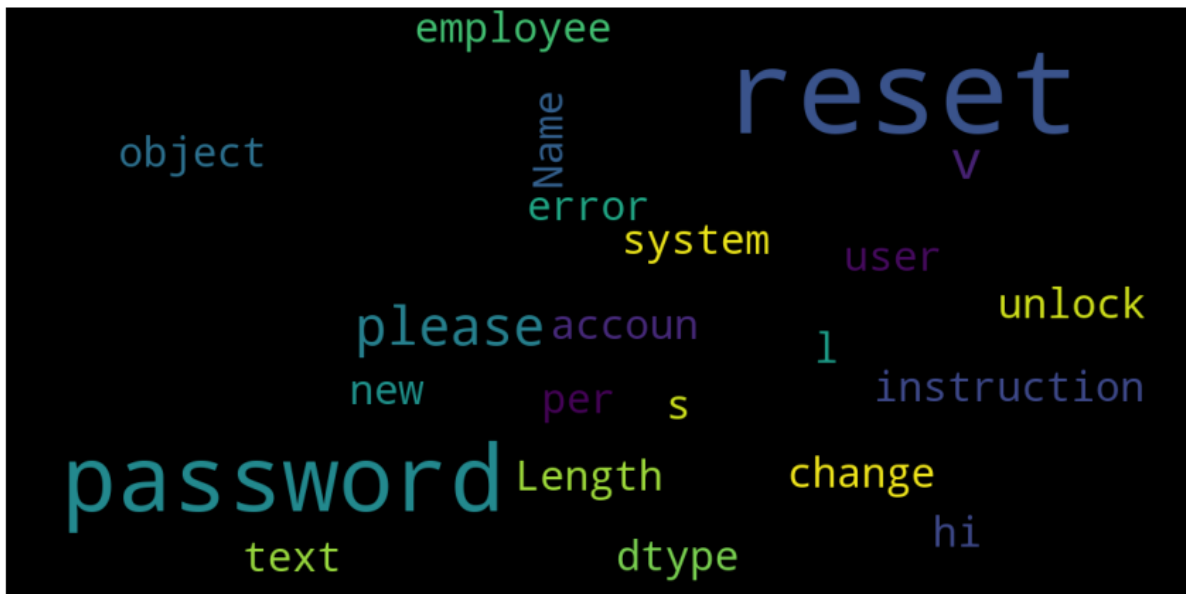 employee
reset
Name
object
v
error
system
user
unlock
please
accoun
l
new
per
s
instruction
password
Length
change
hi
text
dtype